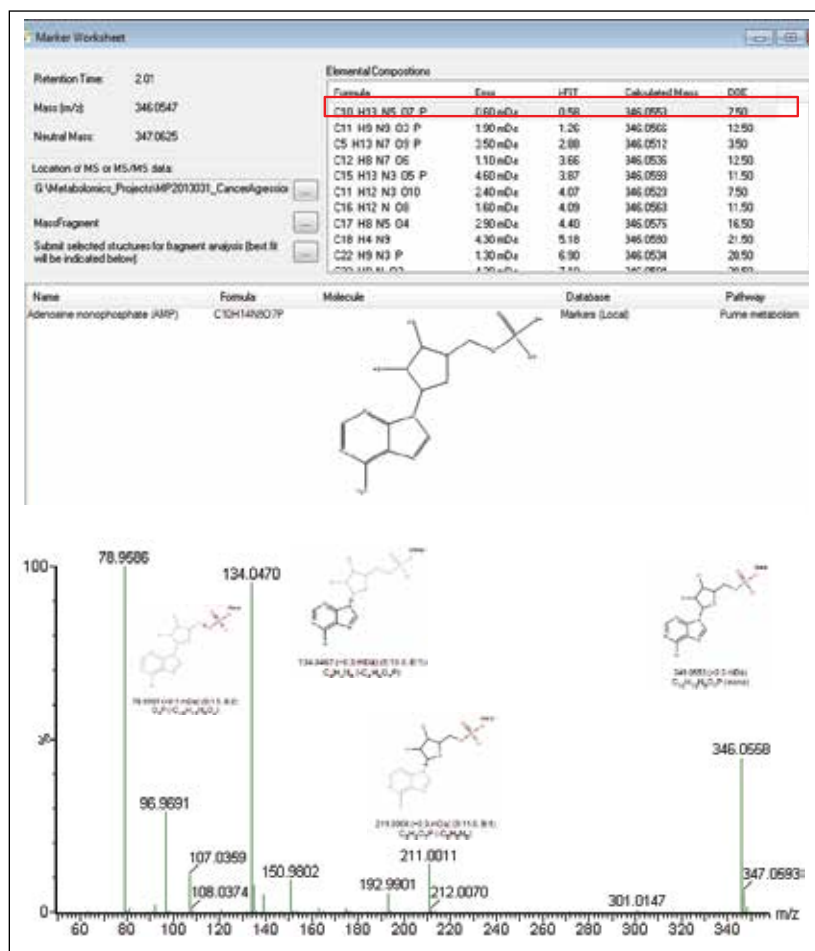 Marker Worksheet
Retention Time: 2.01
Mass (m/z): 346.0547
Neutral Mass: 347.0625
Location of MS or MS/MS data:
G:\Metabolomics_Projects\MP2013031_CancerAgession
...
MassFragment
...
Submit selected structures for fragment analysis (best fit
will be indicated below)
...
Elemental Compositions
Formula Error i-FIT Calculated Mass DBE
C10 H13 N5 O7 P 0.60 mDa 0.58 346.0553 7.50
C11 H9 N9 O3 P 1.90 mDa 1.26 346.0566 12.50
C5 H13 N7 O9 P 3.50 mDa 2.88 346.0512 3.50
C12 H8 N7 O6 1.10 mDa 3.66 346.0536 12.50
C15 H13 N3 O5 P 4.60 mDa 3.87 346.0593 11.50
C11 H12 N3 O10 2.40 mDa 4.07 346.0523 7.50
C16 H12 N O8 1.60 mDa 4.09 346.0563 11.50
C17 H8 N5 O4 2.90 mDa 4.40 346.0576 16.50
C18 H4 N9 4.30 mDa 5.18 346.0590 21.50
C22 H9 N3 P 1.30 mDa 6.90 346.0534 20.50
Name Formula Molecule Database Pathway
Adenosine monophosphate (AMP) C10H14N5O7P Markers (Local) Purine metabolism
100
%
0
78.9586
134.0470
96.9691
107.0359
108.0374
150.9802
192.9901
211.0011
212.0070
301.0147
346.0558
347.0593
60 80 100 120 140 160 180 200 220 240 260 280 300 320 340 m/z